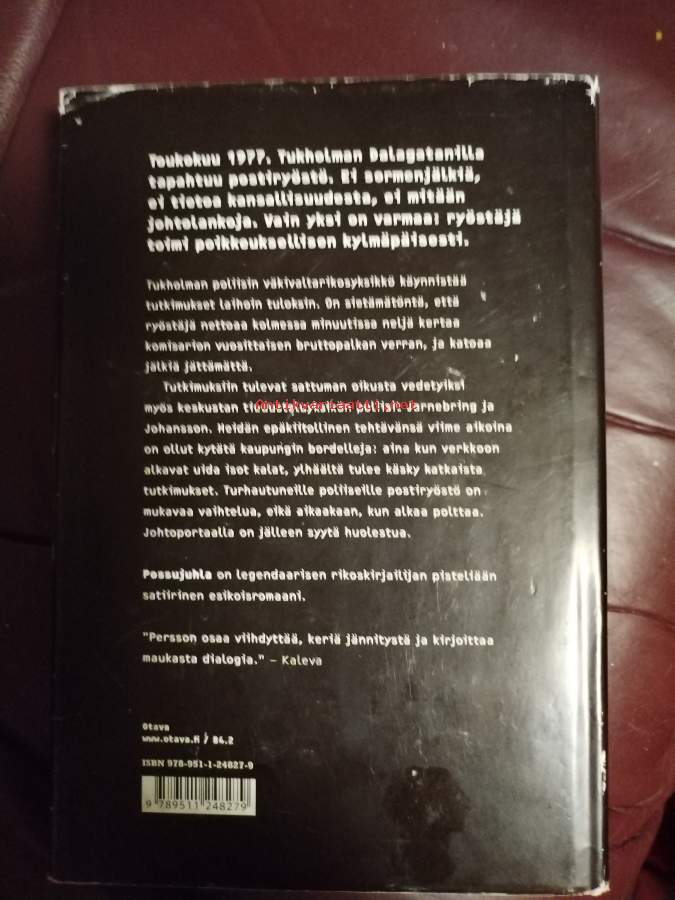 Toukokuu 1977. Tukholman Dalagatanilla
tapahtuu postiryöstö. Ei sormenjälkiä,
ei tietoa kansallisuudesta, ei mitään
johtolankoja. Vain yksi on varmaa: ryöstäjä
toimi poikkeuksellisen kylmäpäisesti.
Tukholman poliisin väkivaltarikosyksikkö käynnistää
tutkimukset laihoin tuloksin. On sietämätöntä, että
ryöstäjä nettoaa kolmessa minuutissa neljä kertaa
komisarion vuosittaisen bruttopalkan verran, ja katoaa
jälkiä jättämättä.
Tutkimuksiin tulevat sattuman oikusta vedetyiksi
myös keskustan poliisit Jarnebring ja
Antikvariaatti.net
Johansson. Heidän epäkiitollinen tehtävänsä viime aikoina
on ollut kytätä kaupungin bordelleja: aina kun verkkoon
alkavat uida isot kalat, ylhäältä tulee käsky katkaista
tutkimukset. Turhautuneille poliiseille postiryöstö on
mukavaa vaihtelua, eikä aikaakaan, kun alkaa polttaa.
Johtoportaalla on jälleen syytä huolestua.
Possujuhla on legendaarisen rikoskirjailijan pisteliään
satiirinen esikoisromaani.
"Persson osaa viihdyttää, keriä jännitystä ja kirjoittaa
maukasta dialogia." – Kaleva
Otava
www.otava.fi / 84.2
ISBN 978-951-1-24827-9
9 789511 248279